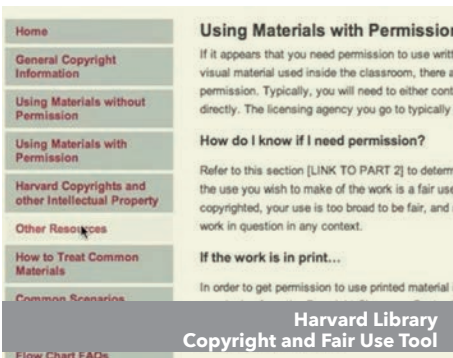 Home
General Copyright
Information
Using Materials without
Permission
Using Materials with
Permission
Harvard Copyrights and
other Intellectual Property
Other Resources
How to Treat Common
Materials
Common Scenarios
Flow Chart FAQs
Using Materials with Permission
If it appears that you need permission to use
visual material used inside the classroom, there
permission. Typically, you will need to either
directly. The licensing agency you go to typically
How do I know if I need permission?
Refer to this section [LINK TO PART 2] to
the use you wish to make of the work is a fair
copyrighted, your use is too broad to be fair, and
work in question in any context.
If the work is in print...
In order to get permission to use printed material
Harvard Library
Copyright and Fair Use Tool